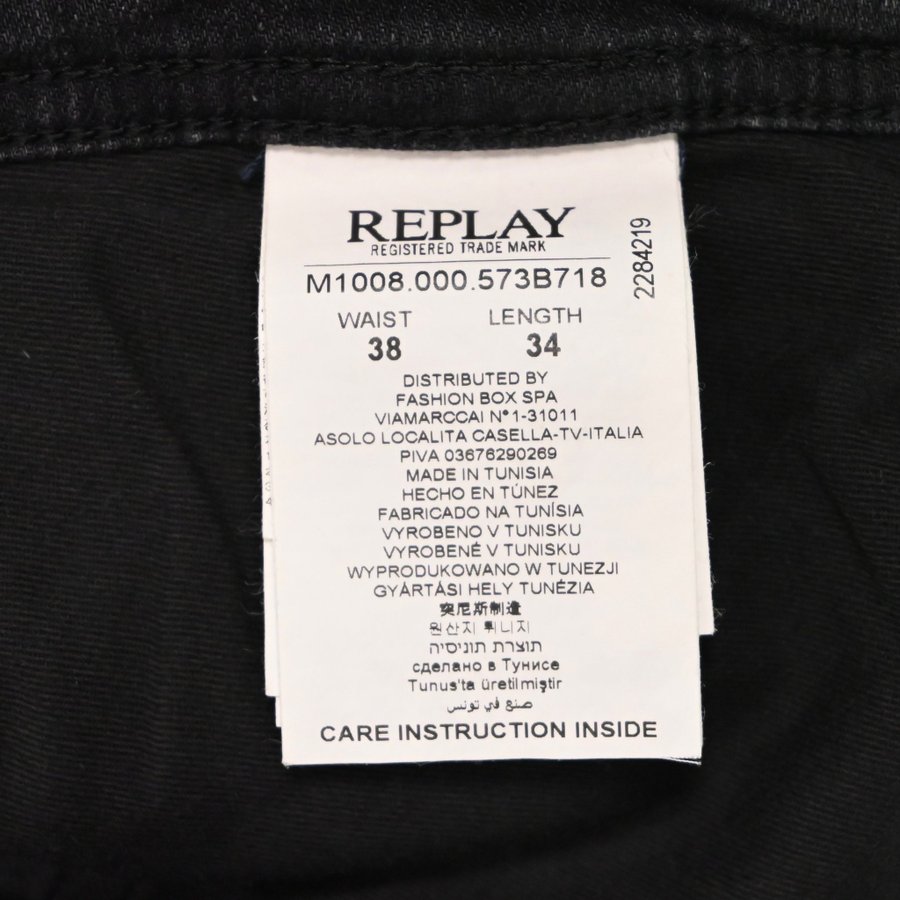 REPLAY
REGISTERED TRADE MARK
2284219
M1008.000.573B718
WAIST LENGTH
38 34
DISTRIBUTED BY
FASHION BOX SPA
VIAMARCCAI N°1-31011
ASOLO LOCALITA CASELLA-TV-ITALIA
PIVA 03676290269
MADE IN TUNISIA
HECHO EN TÚNEZ
FABRICADO NA TUNÍSIA
VYROBENO V TUNISKU
VYROBENÉ V TUNISKU
WYPRODUKOWANO W TUNEZJI
GYÁRTÁSI HELY TUNÉZIA
突尼斯制造
원산지 튀니지
תוצרת תוניסיה
сделано в Тунисе
Tunus'ta üretilmiştir
صنع في تونس
CARE INSTRUCTION INSIDE